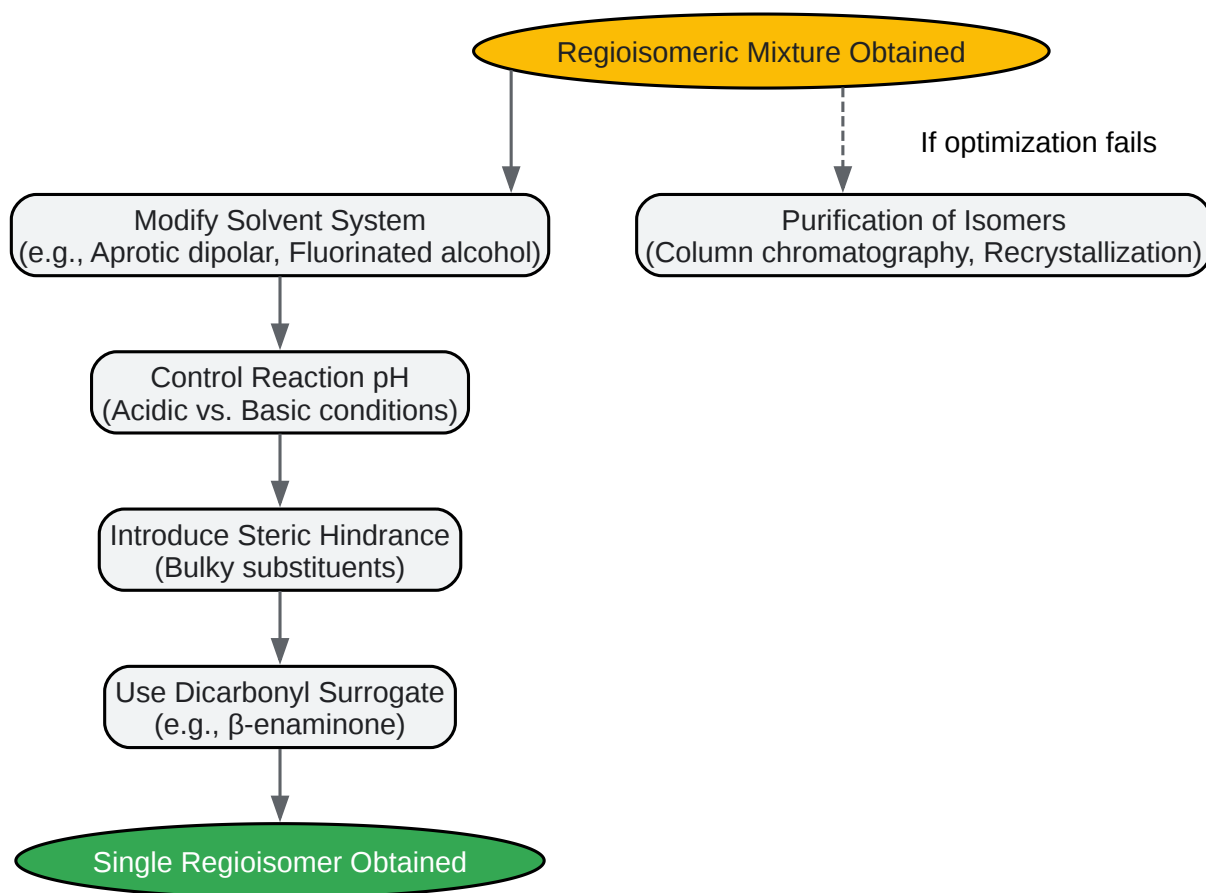 Regioisomeric Mixture Obtained
If optimization fails
Modify Solvent System
(e.g., Aprotic dipolar, Fluorinated alcohol)
Purification of Isomers
(Column chromatography, Recrystallization)
Control Reaction pH
(Acidic vs. Basic conditions)
Introduce Steric Hindrance
(Bulky substituents)
Use Dicarbonyl Surrogate
(e.g., β-enaminone)
Single Regioisomer Obtained